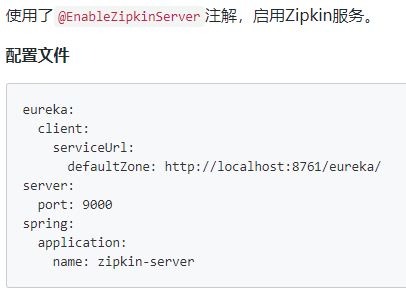 使用了 @EnableZipkinServer 注解，启用Zipkin服务。
配置文件
eureka:
  client:
    serviceUrl:
      defaultZone: http://localhost:8761/eureka/
server:
  port: 9000
spring:
  application:
    name: zipkin-server